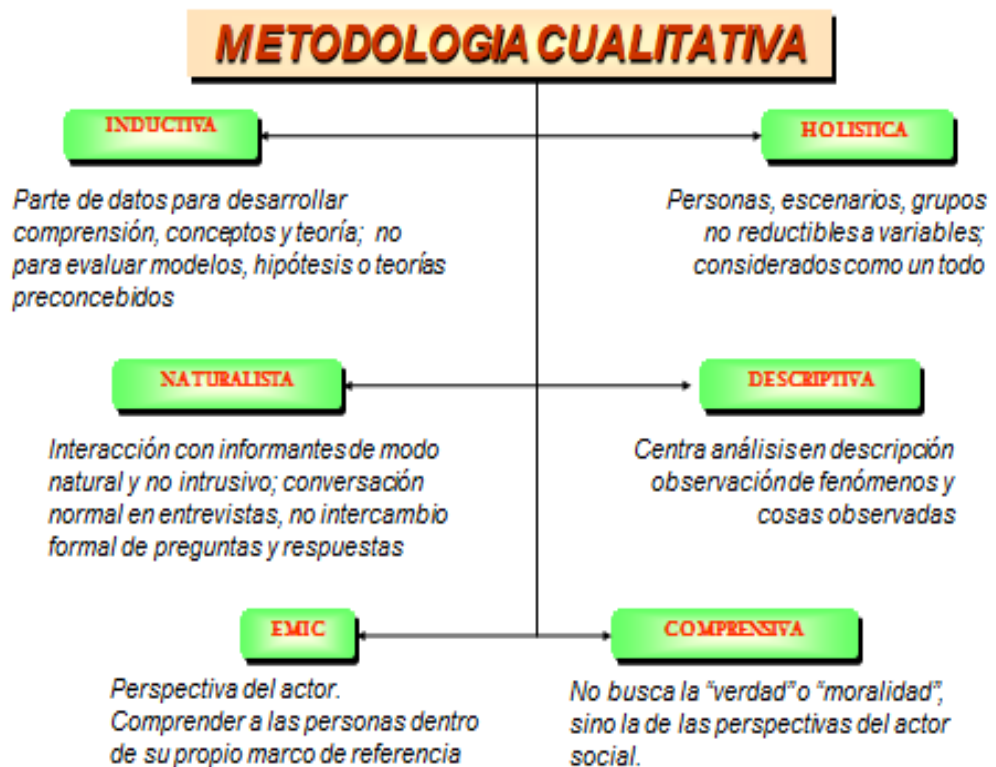 METODOLOGIA CUALITATIVA
INDUCTIVA
Parte de datos para desarrollar
comprensión, conceptos y teoría; no
para evaluar modelos, hipótesis o teorías
preconcebidos
HOLISTICA
Personas, escenarios, grupos
no reductibles a variables;
considerados como un todo
NATURALISTA
Interacción con informantes de modo
natural y no intrusivo; conversación
normal en entrevistas, no intercambio
formal de preguntas y respuestas
DESCRIPTIVA
Centra análisis en descripción
observación de fenómenos y
cosas observadas
EMIC
Perspectiva del actor.
Comprender a las personas dentro
de su propio marco de referencia
COMPRENSIVA
No busca la “verdad” o “moralidad”,
sino la de las perspectivas del actor
social.